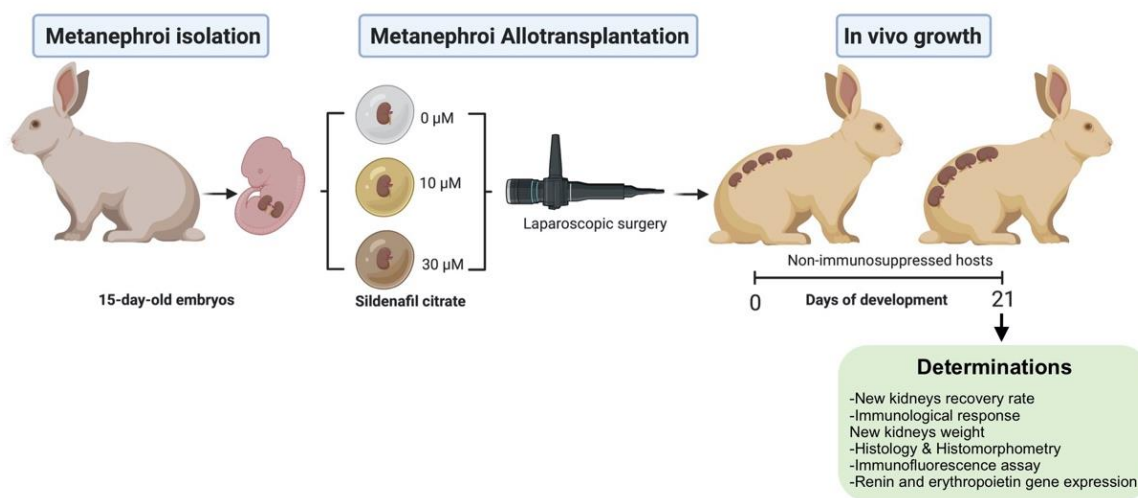 Metanephroi isolation
Metanephroi Allotransplantation
In vivo growth
0 µM
10 µM
30 µM
Laparoscopic surgery
Non-immunosuppressed hosts
15-day-old embryos
Sildenafil citrate
0
Days of development
21
Determinations
-New kidneys recovery rate
-Immunological response
New kidneys weight
-Histology & Histomorphometry
-Immunofluorescence assay
-Renin and erythropoietin gene expression